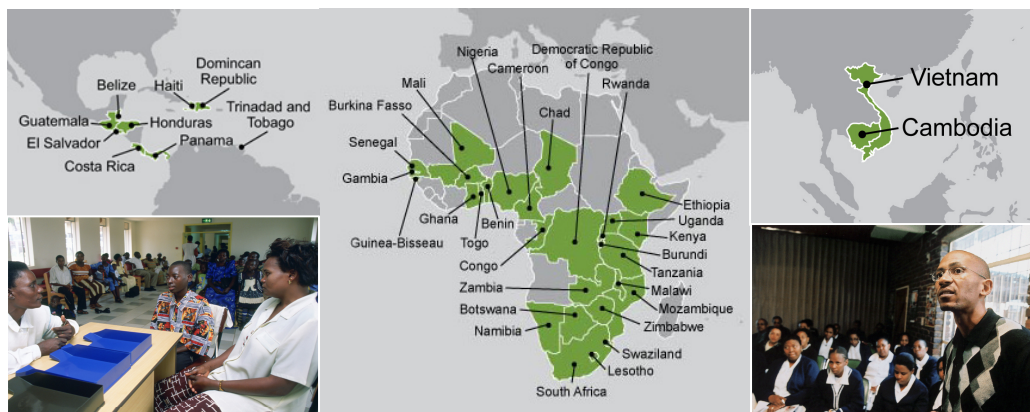 Belize
Haiti
Domincan
Republic
Trinidad and
Tobago
Guatemala
Honduras
El Salvador
Panama
Costa Rica
Nigeria
Cameroon
Democratic Republic
of Congo
Rwanda
Mali
Burkina Fasso
Chad
Senegal
Gambia
Ghana
Benin
Togo
Guinea-Bisseau
Congo
Ethiopia
Uganda
Kenya
Burundi
Tanzania
Zambia
Malawi
Mozambique
Botswana
Zimbabwe
Namibia
Swaziland
Lesotho
South Africa
Vietnam
Cambodia